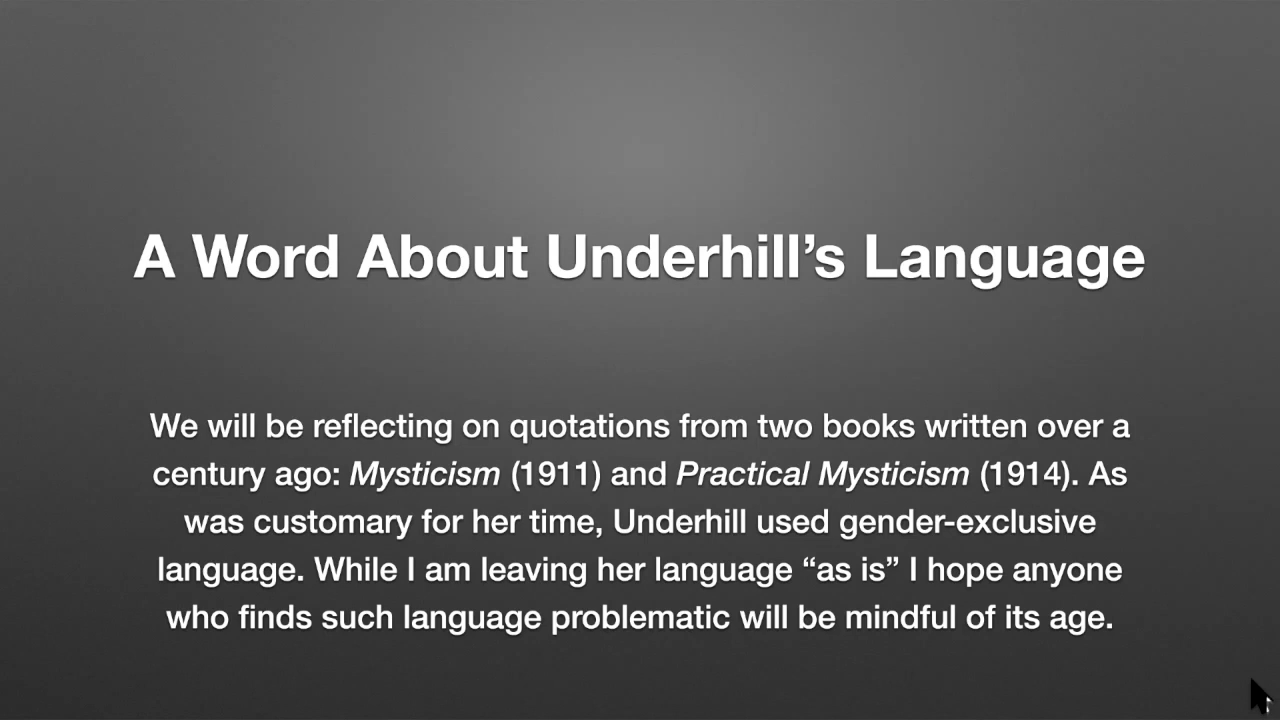 A Word About Underhill’s Language
We will be reflecting on quotations from two books written over a
century ago: Mysticism (1911) and Practical Mysticism (1914). As
was customary for her time, Underhill used gender-exclusive
language. While I am leaving her language “as is” I hope anyone
who finds such language problematic will be mindful of its age.